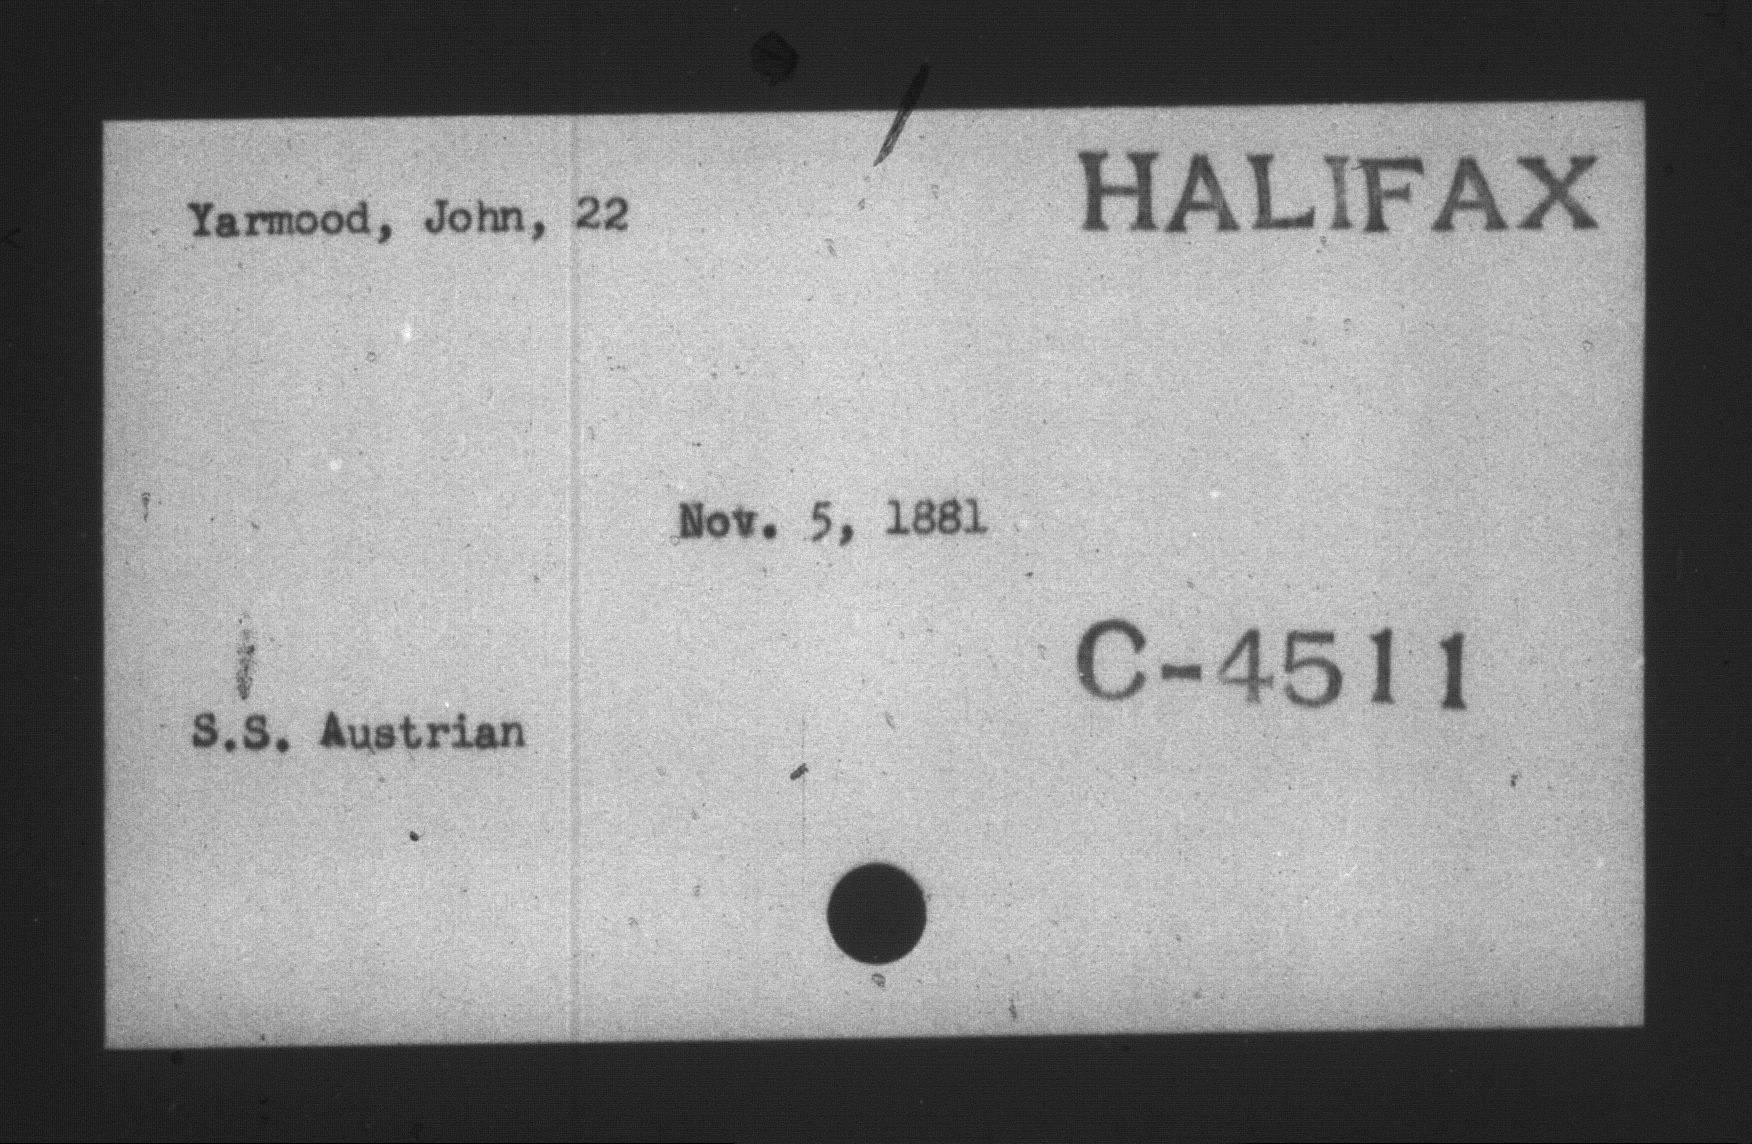 Yarmood, John, 22
HALIFAX
Nov. 5, 1881
C-4511
S.S. Austrian